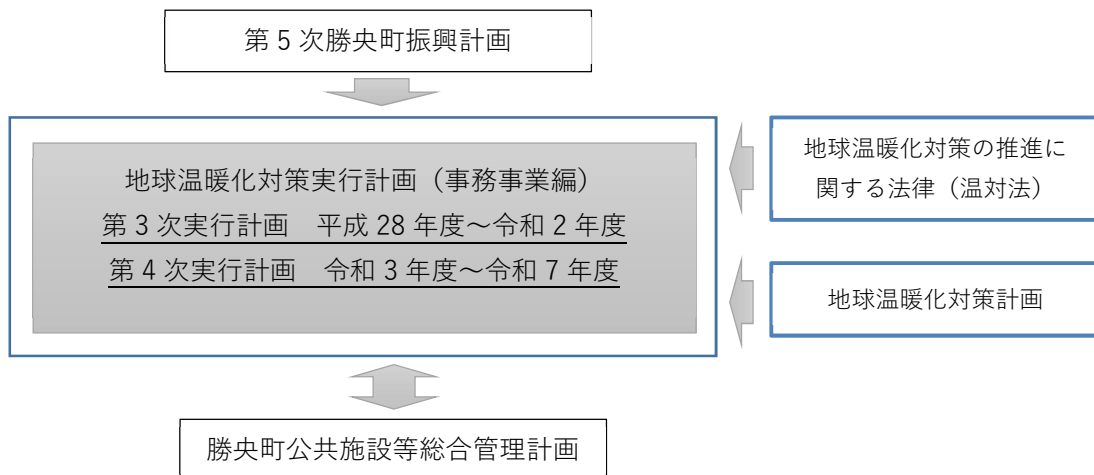 第 5 次勝央町振興計画
地球温暖化対策実行計画（事務事業編）
第 3 次実行計画　平成 28 年度～令和 2 年度
第 4 次実行計画　令和 3 年度～令和 7 年度
地球温暖化対策の推進に
関する法律（温対法）
地球温暖化対策計画
勝央町公共施設等総合管理計画